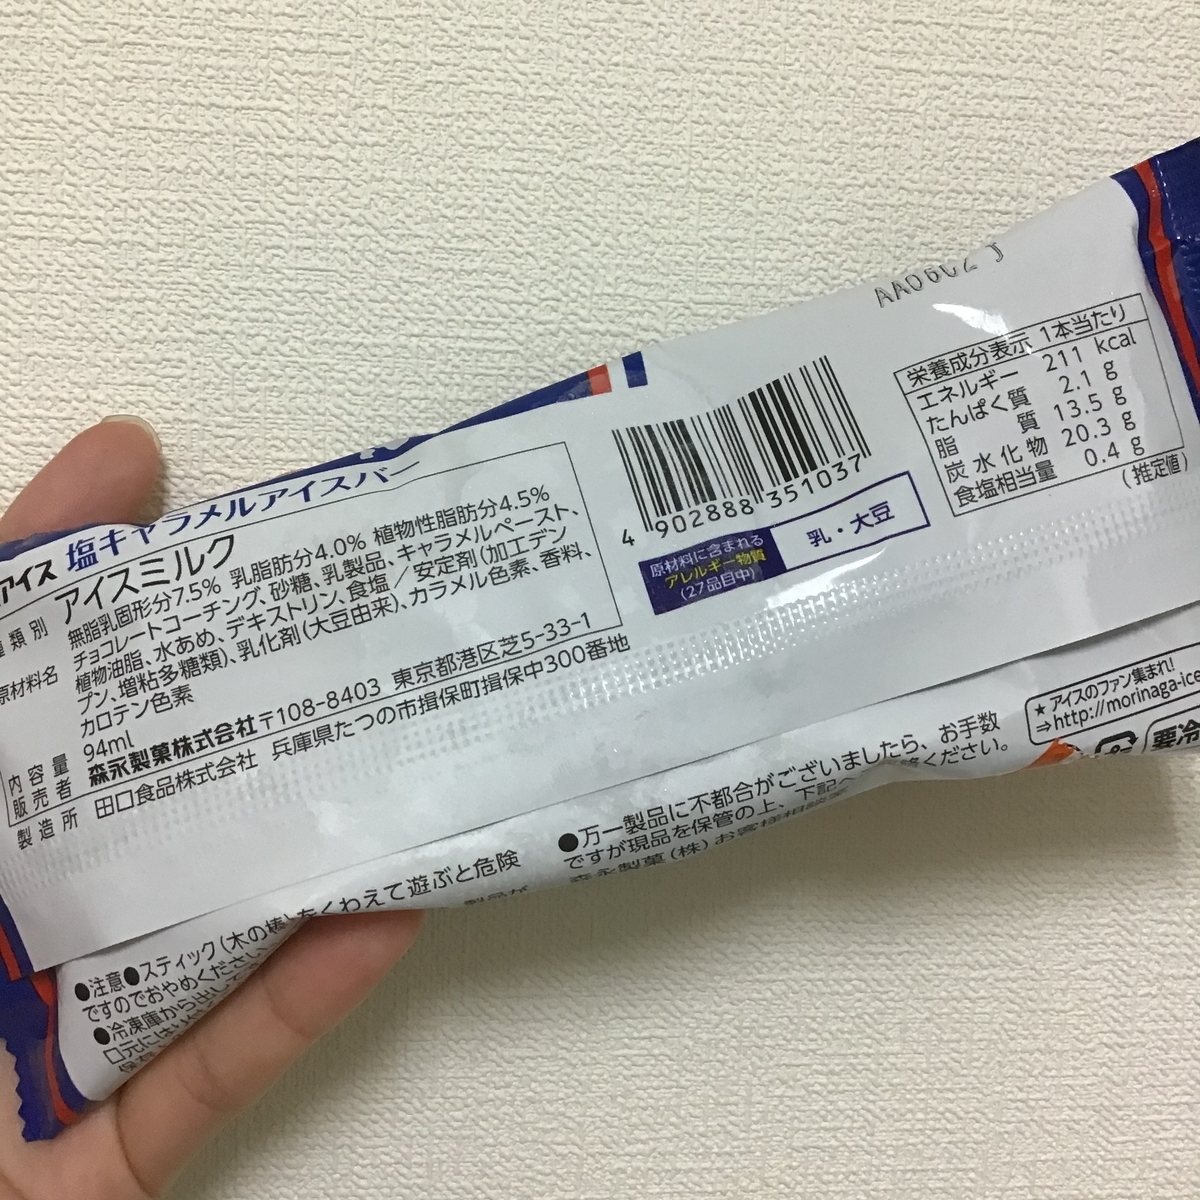 アイス 塩キャラメルアイスバー
種類別 アイスミルク
無脂乳固形分7.5% 乳脂肪分4.0% 植物性脂肪分4.5%
原材料名 チョコレートコーチング、砂糖、乳製品、キャラメルペースト、
植物油脂、水あめ、デキストリン、食塩／安定剤(加工デン
プン、増粘多糖類)、乳化剤(大豆由来)、カラメル色素、香料、
カロテン色素
内容量 94ml
販売者 森永製菓株式会社 〒108-8403 東京都港区芝5-33-1
製造所 田口食品株式会社 兵庫県たつの市揖保町揖保中300番地
4 902888 351037
原材料に含まれる
アレルギー物質
(27品目中)
乳・大豆
栄養成分表示 1本当たり
エネルギー 211 kcal
たんぱく質 2.1 g
脂質 13.5 g
炭水化物 20.3 g
食塩相当量 0.4 g
(推定値)
●注意●スティック(木の棒)をくわえて遊ぶと危険
ですのでおやめください
●冷凍庫から出し
●万一製品に不都合がございましたら、お手数
ですが現品を保管の上、下記へ ください。
森永製菓(株)お客様相談室
製品が
★アイスのファン集まれ!
⇒http://morinaga-ice
要冷